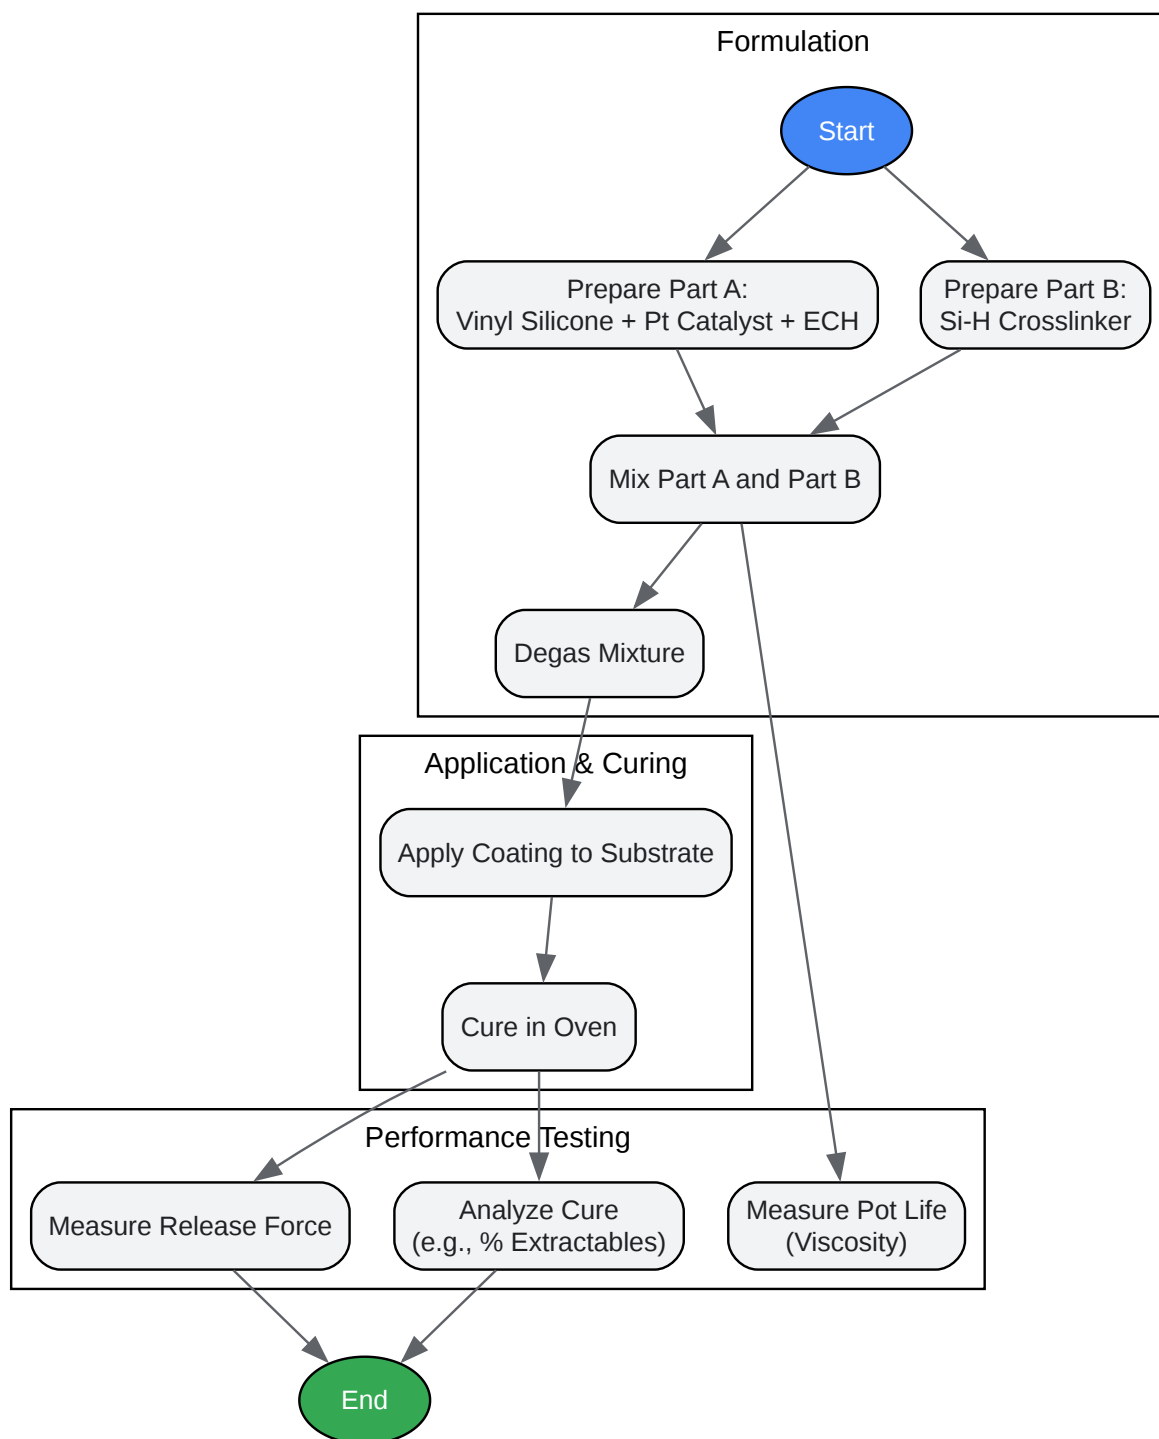 Formulation
Start
Prepare Part A:
Vinyl Silicone + Pt Catalyst + ECH
Prepare Part B:
Si-H Crosslinker
Mix Part A and Part B
Degas Mixture
Application & Curing
Apply Coating to Substrate
Cure in Oven
Performance Testing
Measure Release Force
Analyze Cure
(e.g., % Extractables)
Measure Pot Life
(Viscosity)
End